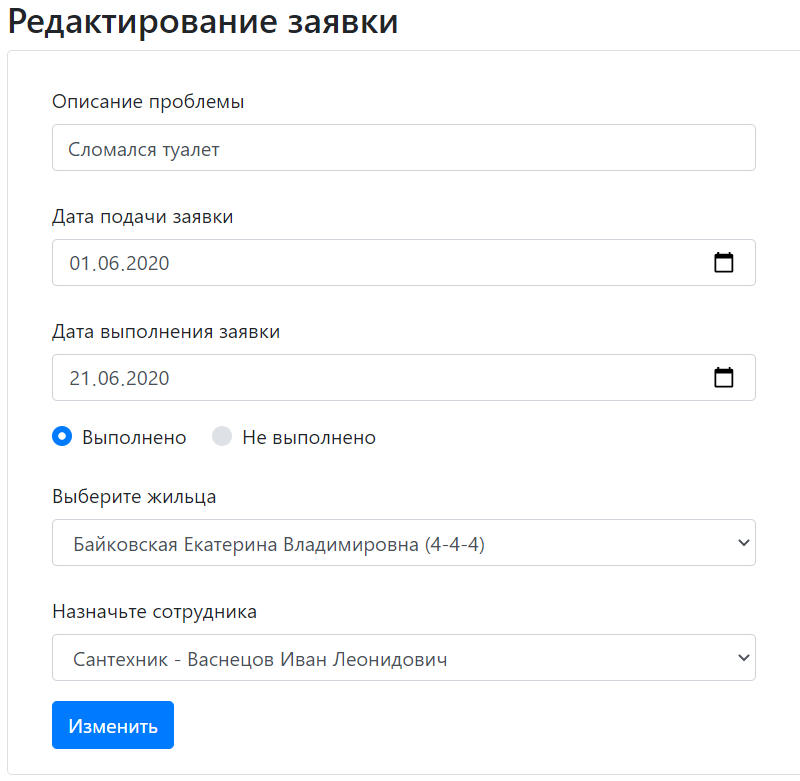 Редактирование заявки
Описание проблемы
Сломался туалет
Дата подачи заявки
01.06.2020
Дата выполнения заявки
21.06.2020
Выполнено Не выполнено
Выберите жильца
Байковская Екатерина Владимировна (4-4-4)
Назначьте сотрудника
Сантехник - Васнецов Иван Леонидович
Изменить